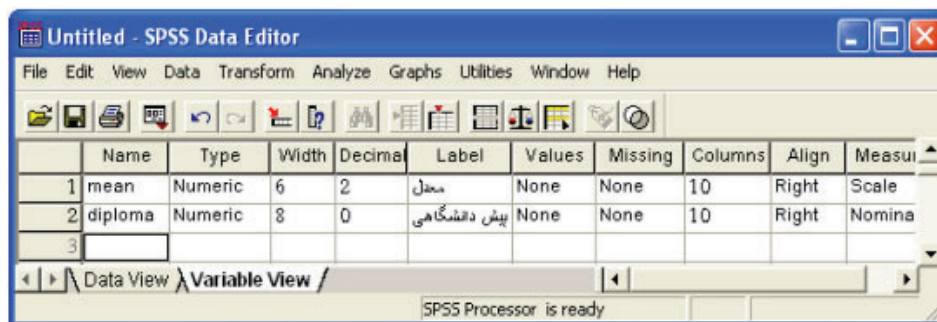 Untitled - SPSS Data Editor
File Edit View Data Transform Analyze Graphs Utilities Window Help
Name Type Width Decimal Label Values Missing Columns Align Measur
1 mean Numeric 6 2 معدل None None 10 Right Scale
2 diploma Numeric 8 0 پیش دانشگاهی None None 10 Right Nomina
3
Data View Variable View
SPSS Processor is ready